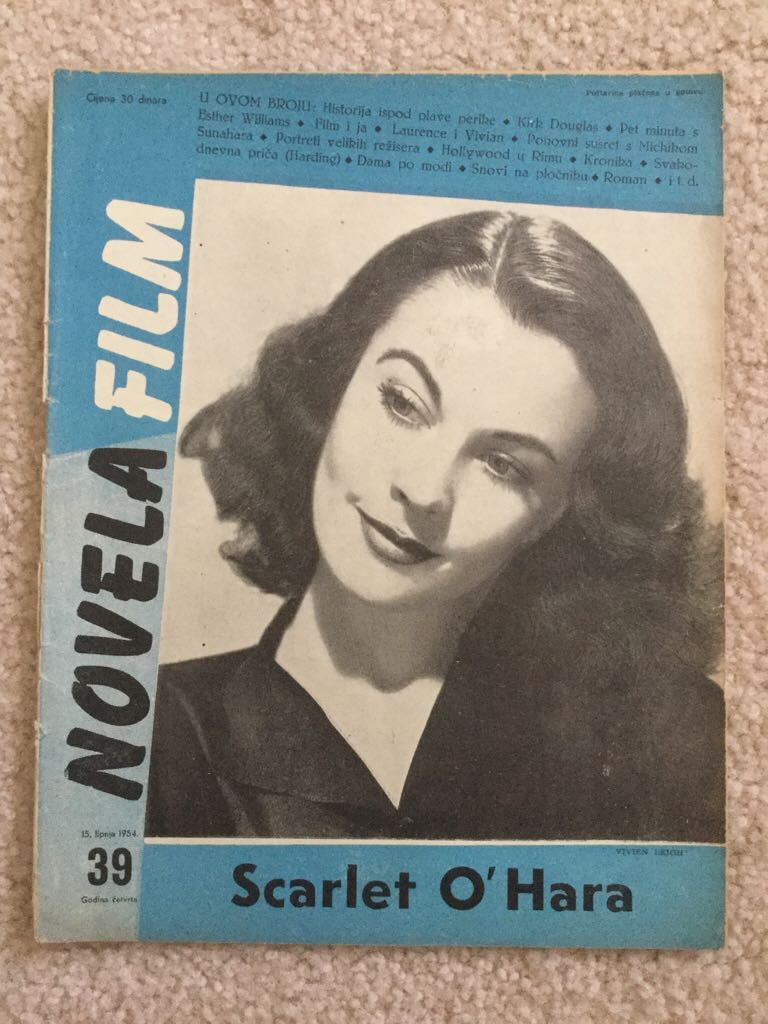 Cijena 30 dinara
Poštarina plaćena u gotovu
U OVOM BROJU: Historija ispod plave perike ◆ Kirk Douglas ◆ Pet minuta s
Esther Williams ◆ Film i ja ◆ Laurence i Vivian ◆ Ponovni susret s Michikom
Sunahara ◆ Portreti velikih režisera ◆ Hollywood u Rimu ◆ Kronika ◆ Svako-
dnevna priča (Harding) ◆ Dama po modi ◆ Snovi na pločniku ◆ Roman ◆ i t. d.
NOVELA FILM
15. lipnja 1954.
39
Godina četvrta
VIVIEN LEIGH
Scarlet O'Hara